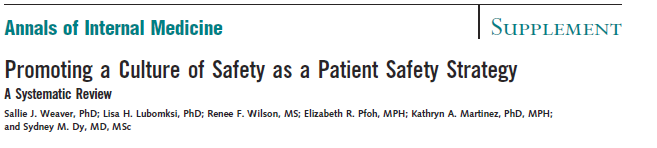 Annals of Internal Medicine
SUPPLEMENT
Promoting a Culture of Safety as a Patient Safety Strategy
A Systematic Review
Sallie J. Weaver, PhD; Lisa H. Lubomksi, PhD; Renee F. Wilson, MS; Elizabeth R. Pfoh, MPH; Kathryn A. Martinez, PhD, MPH;
and Sydney M. Dy, MD, MSc